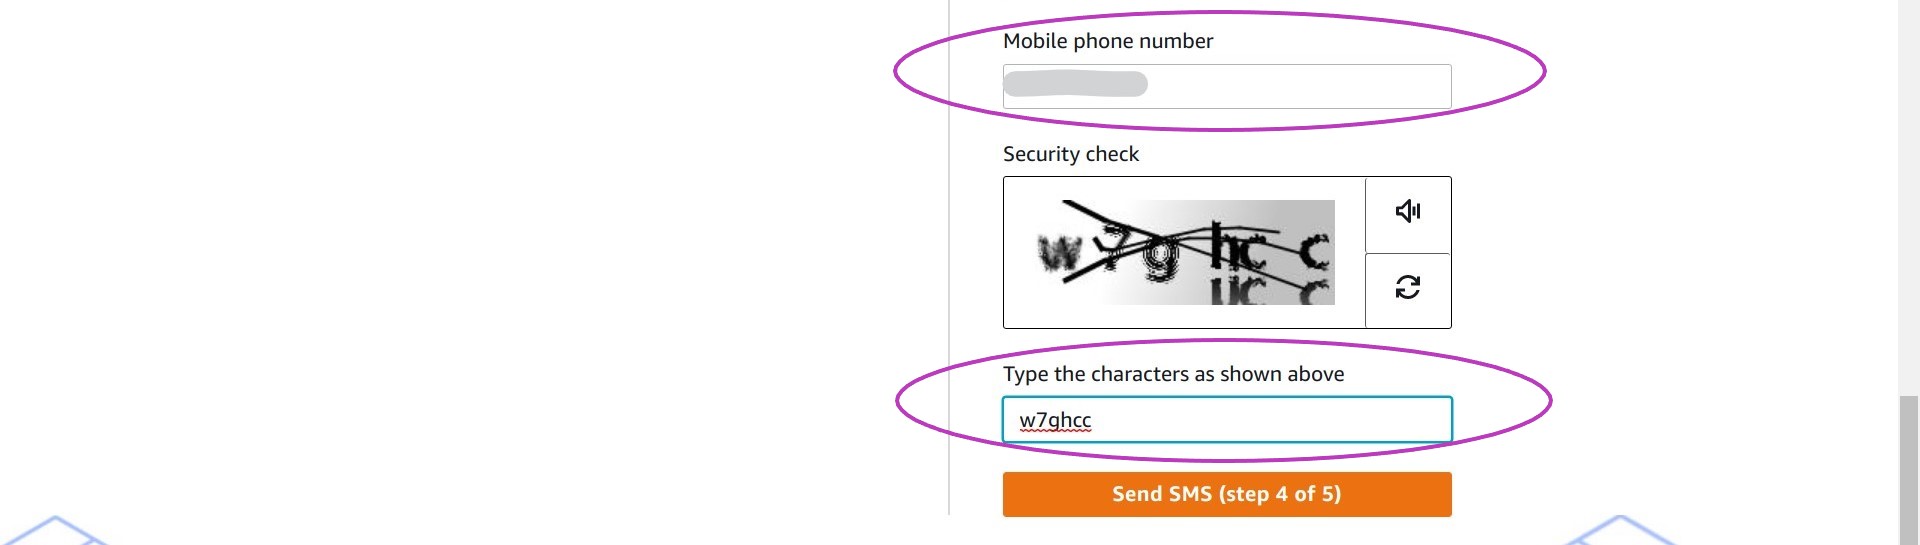 Mobile phone number
Security check
w7ghcc
Type the characters as shown above
w7ghcc
Send SMS (step 4 of 5)